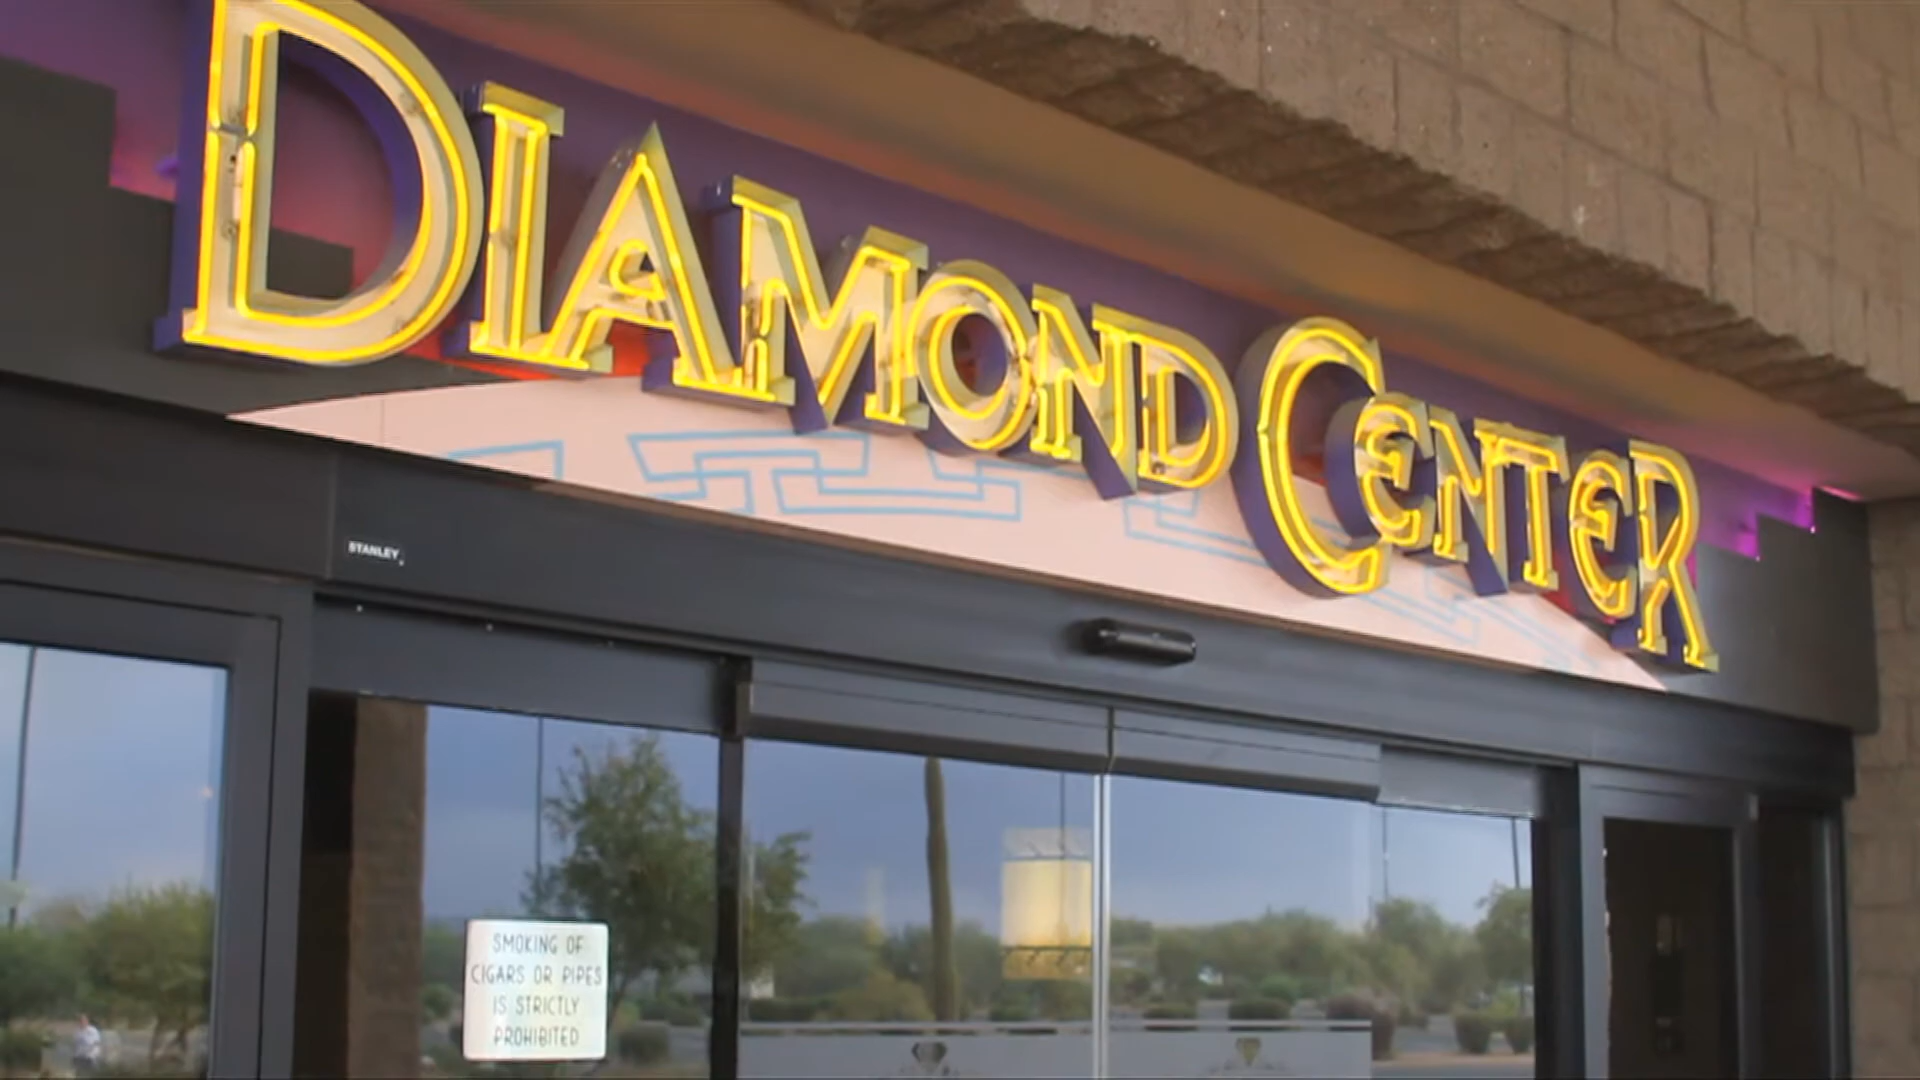 DIAMOND CENTER
STANLEY
SMOKING OF
CIGARS OR PIPES
IS STRICTLY
PROHIBITED